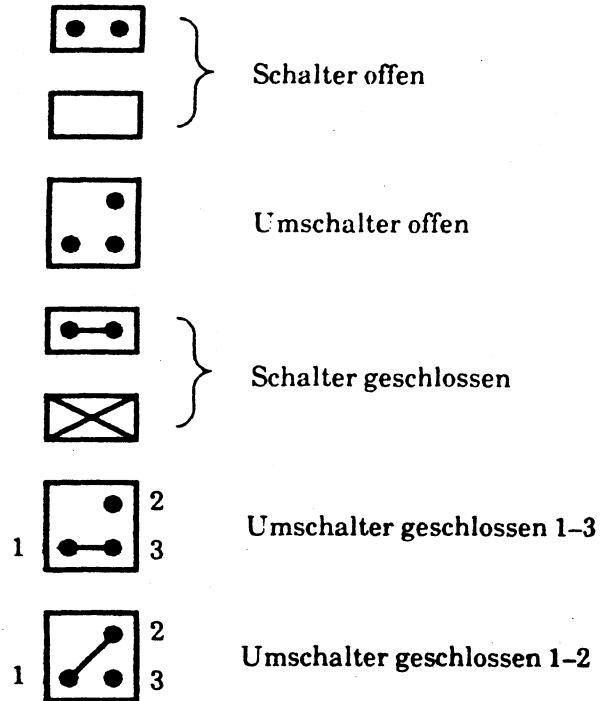 Schalter offen
Umschalter offen
Schalter geschlossen
2
1 3
Umschalter geschlossen 1–3
2
1 3
Umschalter geschlossen 1–2